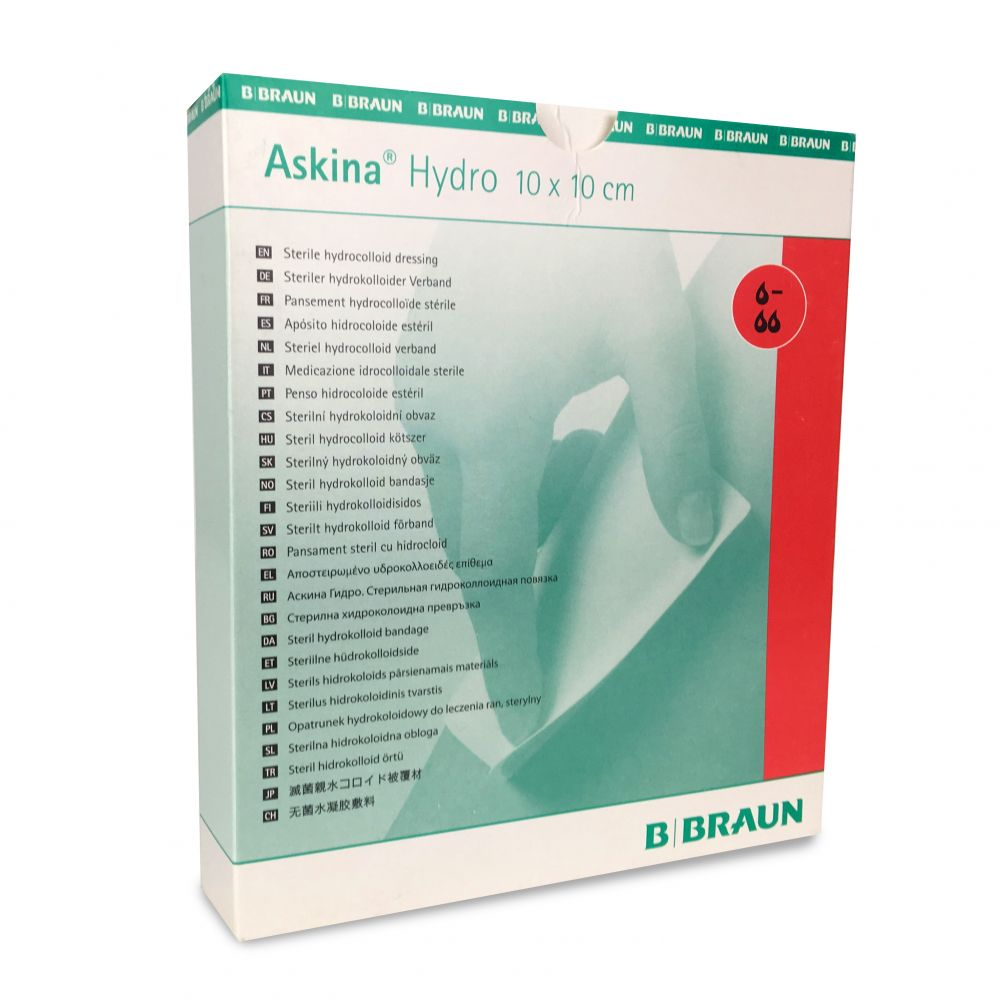 B|BRAUN B|BRAUN B|BRAUN B|BRA UN B|BRAUN B|BRAUN B|BRAUN B|
Askina® Hydro 10 x 10 cm
EN Sterile hydrocolloid dressing
DE Steriler hydrokolloider Verband
FR Pansement hydrocolloïde stérile
ES Apósito hidrocoloide estéril
NL Steriel hydrocolloid verband
IT Medicazione idrocolloidale sterile
PT Penso hidrocoloide estéril
CS Sterilní hydrokoloidní obvaz
HU Steril hydrocolloid kötszer
SK Sterilný hydrokoloidný obväz
NO Steril hydrokolloid bandasje
FI Steriili hydrokolloidisidos
SV Sterilt hydrokolloid förband
RO Pansament steril cu hidrocloid
EL Αποστειρωμένο υδροκολλοειδές επίθεμα
RU Аскина Гидро. Стерильная гидроколлоидная повязка
BG Стерилна хидроколоидна превръзка
DA Steril hydrokolloid bandage
ET Steriilne hüdrokolloidside
LV Sterils hidrokoloīds pārsienamais materiāls
LT Sterilus hidrokoloidinis tvarstis
PL Opatrunek hydrokoloidowy do leczenia ran, sterylny
SL Sterilna hidrokoloidna obloga
TR Steril hidrokolloid örtü
JP 滅菌親水コロイド被覆材
CH 无菌水凝胶敷料
B|BRAUN